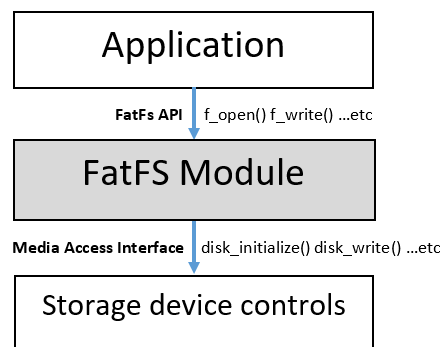 Application
FatFs API f_open() f_write() ...etc
FatFS Module
Media Access Interface disk_initialize() disk_write() ...etc
Storage device controls